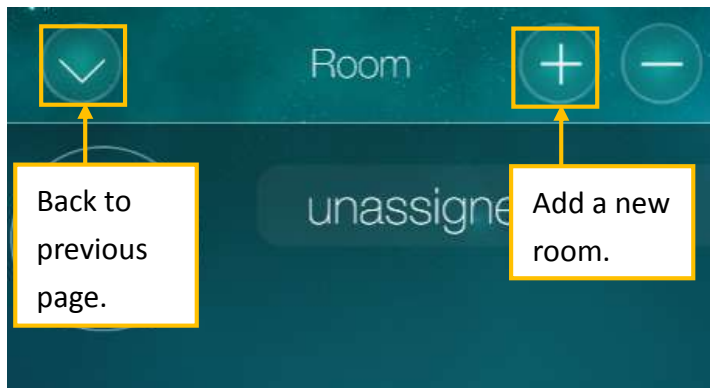 Room
unassigne
Back to
previous
page.
Add a new
room.